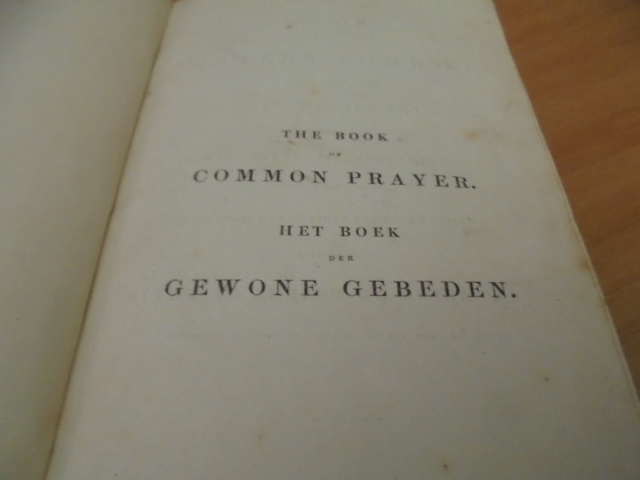 THE BOOK
OF
COMMON PRAYER.
HET BOEK
DER
GEWONE GEBEDEN.